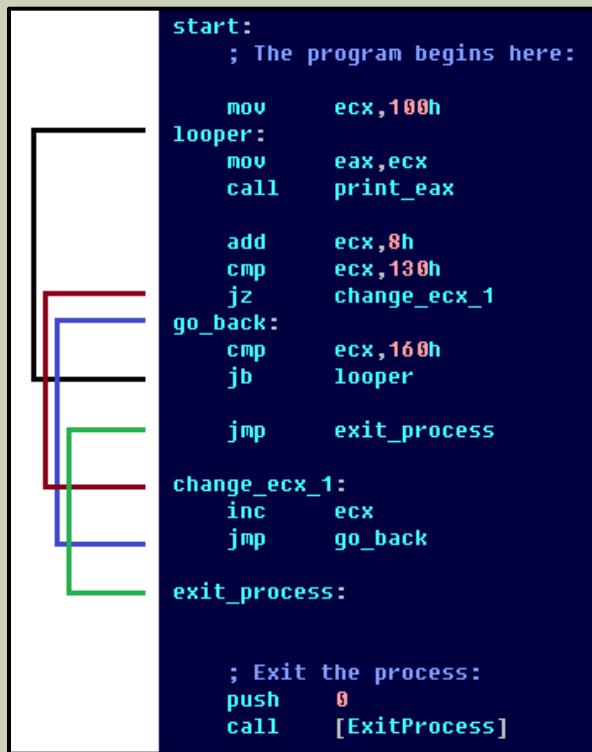 start:
; The program begins here:
mov ecx,100h
looper:
mov eax,ecx
call print_eax
add ecx,8h
cmp ecx,130h
jz change_ecx_1
go_back:
cmp ecx,160h
jb looper
jmp exit_process
change_ecx_1:
inc ecx
jmp go_back
exit_process:
; Exit the process:
push 0
call [ExitProcess]